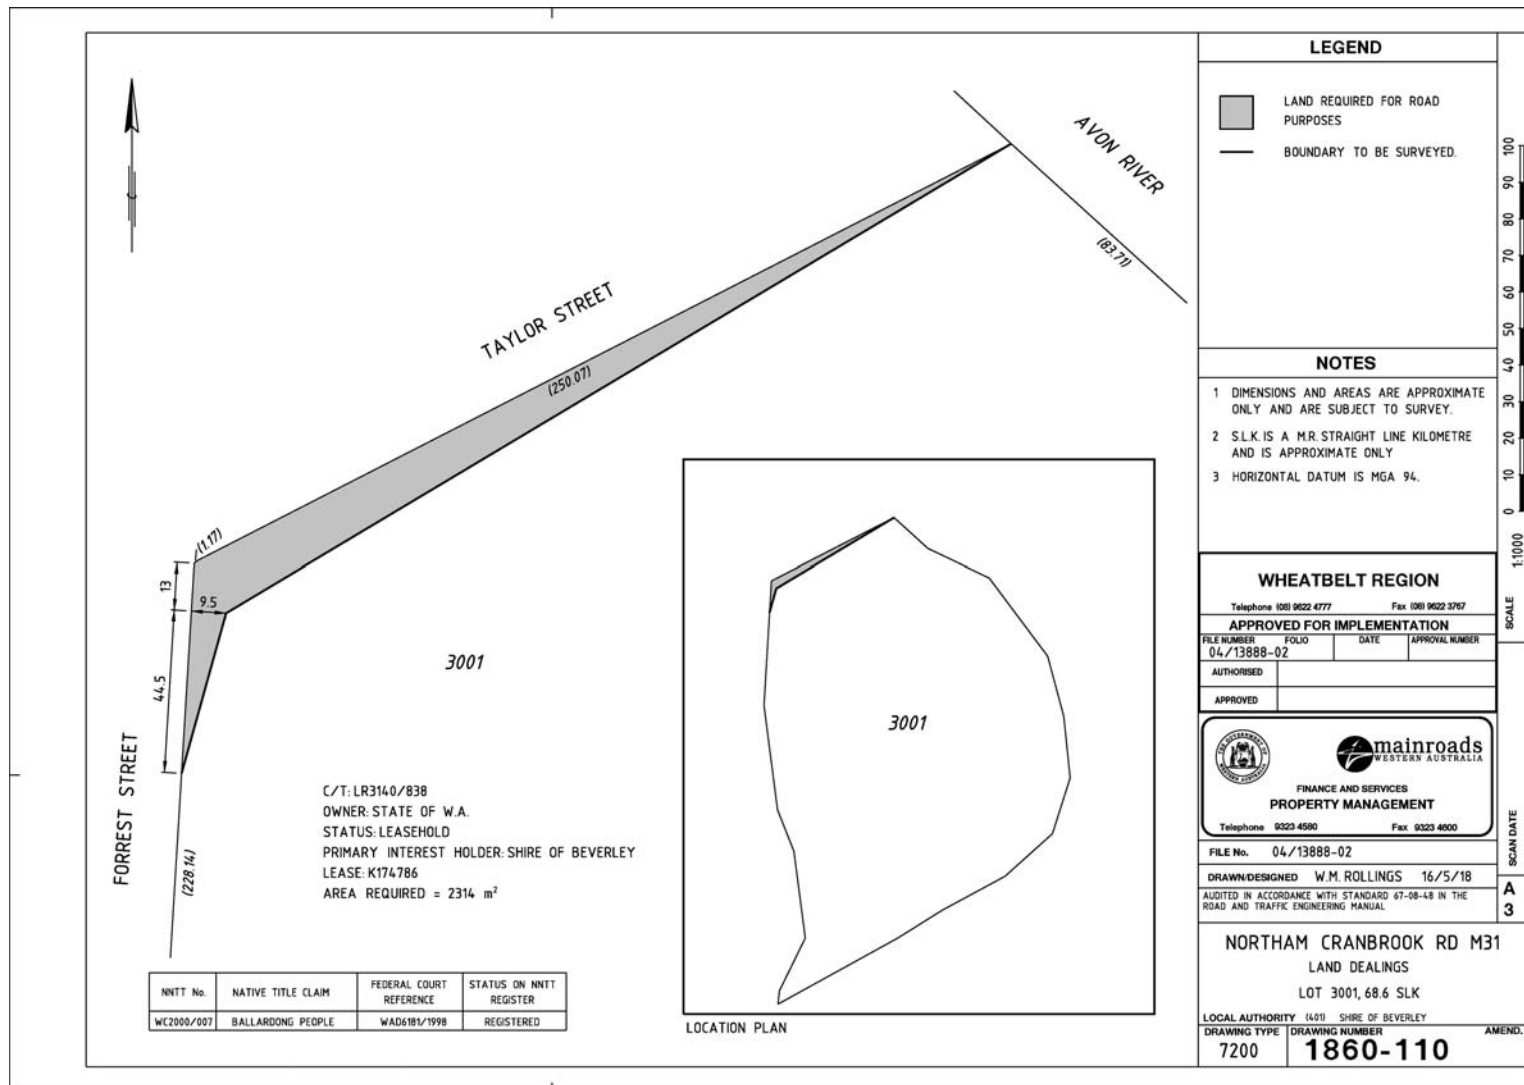 AVON RIVER
(83.71)
TAYLOR STREET
(250.07)
(1.17)
13
9.5
44.5
3001
FORREST STREET
(228.14)
C/T: LR3140/838
OWNER: STATE OF W.A.
STATUS: LEASEHOLD
PRIMARY INTEREST HOLDER: SHIRE OF BEVERLEY
LEASE: K174786
AREA REQUIRED = 2314 m²
NNTT No. NATIVE TITLE CLAIM FEDERAL COURT REFERENCE STATUS ON NNTT REGISTER
WC2000/007 BALLARDONG PEOPLE WAD6181/1998 REGISTERED
3001
LOCATION PLAN
LEGEND
LAND REQUIRED FOR ROAD
PURPOSES
BOUNDARY TO BE SURVEYED.
NOTES
1 DIMENSIONS AND AREAS ARE APPROXIMATE
ONLY AND ARE SUBJECT TO SURVEY.
2 S.L.K. IS A M.R. STRAIGHT LINE KILOMETRE
AND IS APPROXIMATE ONLY
3 HORIZONTAL DATUM IS MGA 94.
WHEATBELT REGION
Telephone (08) 9622 4777 Fax (08) 9622 3767
APPROVED FOR IMPLEMENTATION
FILE NUMBER FOLIO DATE APPROVAL NUMBER
04/13888-02
AUTHORISED
APPROVED
THE GOVERNMENT OF
WESTERN AUSTRALIA
mainroads
WESTERN AUSTRALIA
FINANCE AND SERVICES
PROPERTY MANAGEMENT
Telephone 9323 4580 Fax 9323 4600
FILE No. 04/13888-02
DRAWN/DESIGNED W.M. ROLLINGS 16/5/18
AUDITED IN ACCORDANCE WITH STANDARD 67-08-48 IN THE
ROAD AND TRAFFIC ENGINEERING MANUAL
NORTHAM CRANBROOK RD M31
LAND DEALINGS
LOT 3001, 68.6 SLK
LOCAL AUTHORITY (401) SHIRE OF BEVERLEY
DRAWING TYPE DRAWING NUMBER AMEND.
7200 1860-110
100
90
80
70
60
50
40
30
20
10
0
1:1000
SCALE
SCAN DATE
A
3